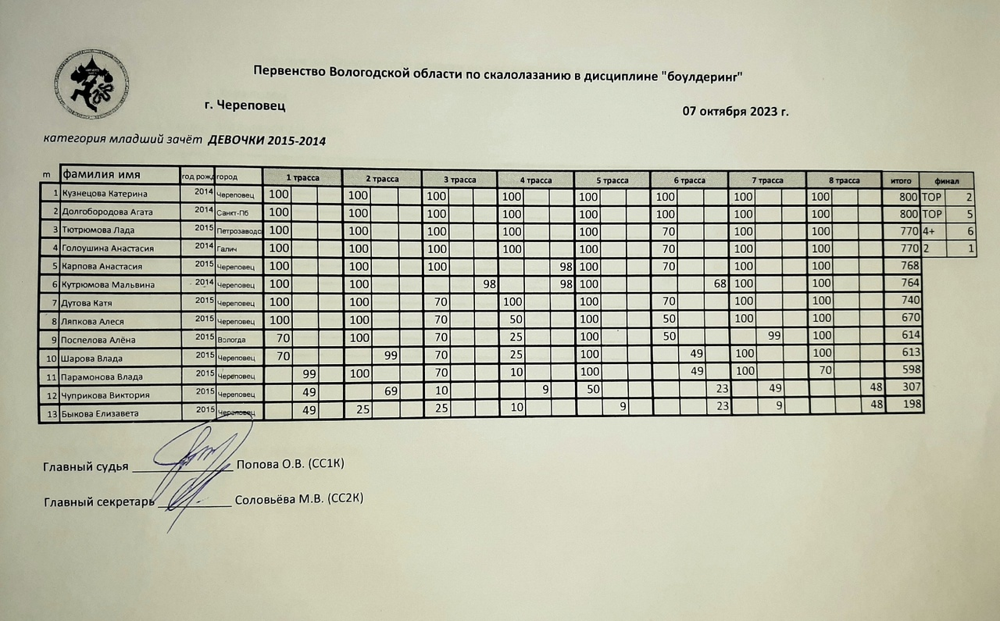 Первенство Вологодской области по скалолазанию в дисциплине "боулдеринг"
г. Череповец 07 октября 2023 г.
категория младший зачёт ДЕВОЧКИ 2015-2014
m фамилия имя год рожд город 1 трасса 2 трасса 3 трасса 4 трасса 5 трасса 6 трасса 7 трасса 8 трасса итого финал
1 Кузнецова Катерина 2014 Череповец 100 100 100 100 100 100 100 100 800 TOP 2
2 Долгобородова Агата 2014 Санкт-Пб 100 100 100 100 100 100 100 100 800 TOP 5
3 Тютрюмова Лада 2015 Петрозаводс 100 100 100 100 100 70 100 100 770 4+ 6
4 Голоушина Анастасия 2014 Галич 100 100 100 100 100 70 100 100 770 2 1
5 Карпова Анастасия 2015 Череповец 100 100 100 98 100 70 100 100 768
6 Кутрюмова Мальвина 2014 Череповец 100 100 98 98 100 68 100 100 764
7 Дутова Катя 2015 Череповец 100 100 70 100 100 70 100 100 740
8 Ляпкова Алеся 2015 Череповец 100 100 70 50 100 50 100 100 670
9 Поспелова Алёна 2015 Вологда 70 100 70 25 100 50 99 100 614
10 Шарова Влада 2015 Череповец 70 99 70 25 100 49 100 100 613
11 Парамонова Влада 2015 Череповец 99 100 70 10 100 49 100 70 598
12 Чуприкова Виктория 2015 Череповец 49 69 10 9 50 23 49 48 307
13 Быкова Елизавета 2015 Череповец 49 25 25 10 9 23 9 48 198
Главный судья Попова О.В. (СС1К)
Главный секретарь Соловьёва М.В. (СС2К)